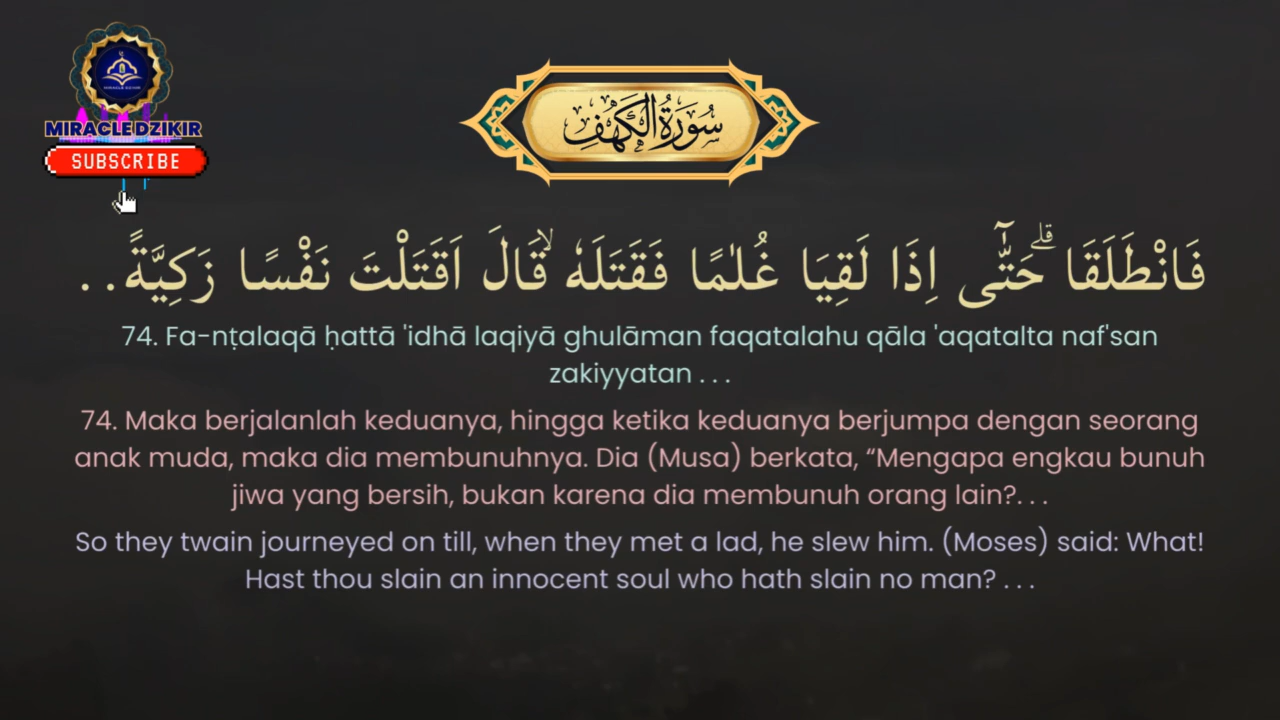 MIRACLE DZIKIR
SUBSCRIBE
سُوْرَةُ الْكَهْفِ
فَانْطَلَقَا ۗ حَتّٰٓى اِذَا لَقِيَا غُلٰمًا فَقَتَلَهٗ ۙقَالَ اَقَتَلْتَ نَفْسًا زَكِيَّةً. .
74. Fa-nṭalaqā ḥattā 'idhā laqiyā ghulāman faqatalahu qāla 'aqatalta naf'san
zakiyyatan . . .
74. Maka berjalanlah keduanya, hingga ketika keduanya berjumpa dengan seorang
anak muda, maka dia membunuhnya. Dia (Musa) berkata, “Mengapa engkau bunuh
jiwa yang bersih, bukan karena dia membunuh orang lain?. . .
So they twain journeyed on till, when they met a lad, he slew him. (Moses) said: What!
Hast thou slain an innocent soul who hath slain no man? . . .